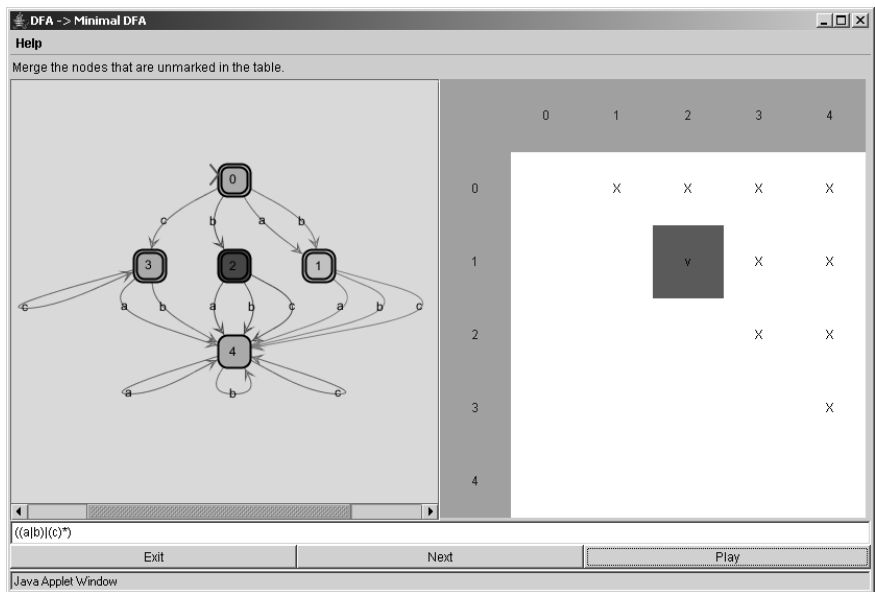 DFA -> Minimal DFA
Help
Merge the nodes that are unmarked in the table.
0 1 2 3 4
0 X X X X
1 v X X
2 X X
3 X
4
0
c b a b
3 2 1
c a b a b c a b c
4
a b c
((a|b)|(c)*)
Exit Next Play
Java Applet Window